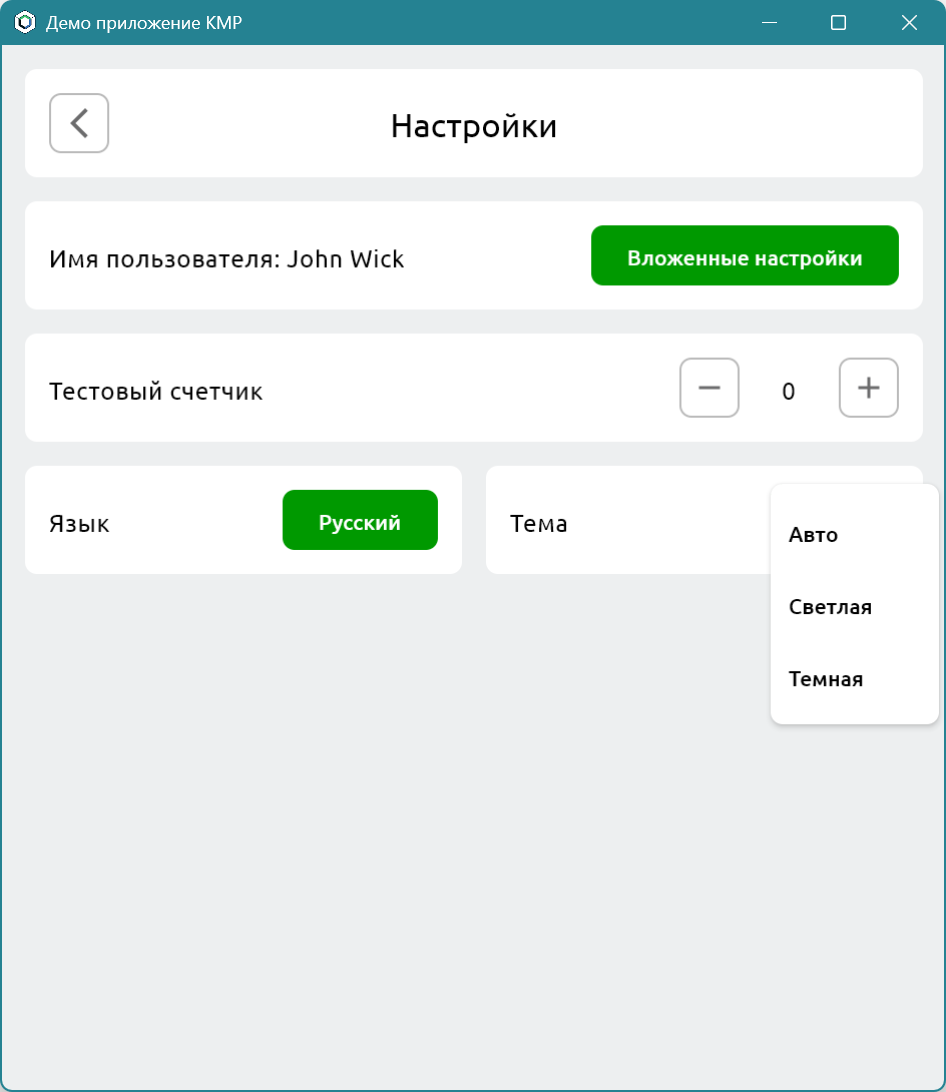 Демо приложение KMP
Настройки
Имя пользователя: John Wick
Вложенные настройки
Тестовый счетчик
0
Язык
Русский
Тема
Авто
Светлая
Темная